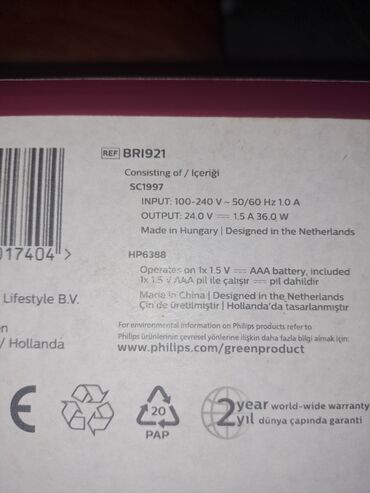 REF BRI921
Consisting of / İçeriği
SC1997
INPUT: 100-240 V ~ 50/60 Hz 1.0 A
OUTPUT: 24.0 V ⎓ 1.5 A 36.0 W
Made in Hungary | Designed in the Netherlands
017404 >
HP6388
Operates on 1x 1.5 V ⎓ AAA battery, included
1x 1.5 V AAA pil ile çalışır ⎓ pil dahildir
Lifestyle B.V.
Made in China | Designed in the Netherlands
Çin'de üretilmiştir | Hollanda'da tasarlanmıştır
For environmental information on Philips products refer to
Philips ürünlerinin çevresel yönlerine ilişkin daha fazla bilgi almak için:
/ Hollanda
www.philips.com/greenproduct
CE
20
PAP
2 year world-wide warranty
yıl dünya çapında garanti